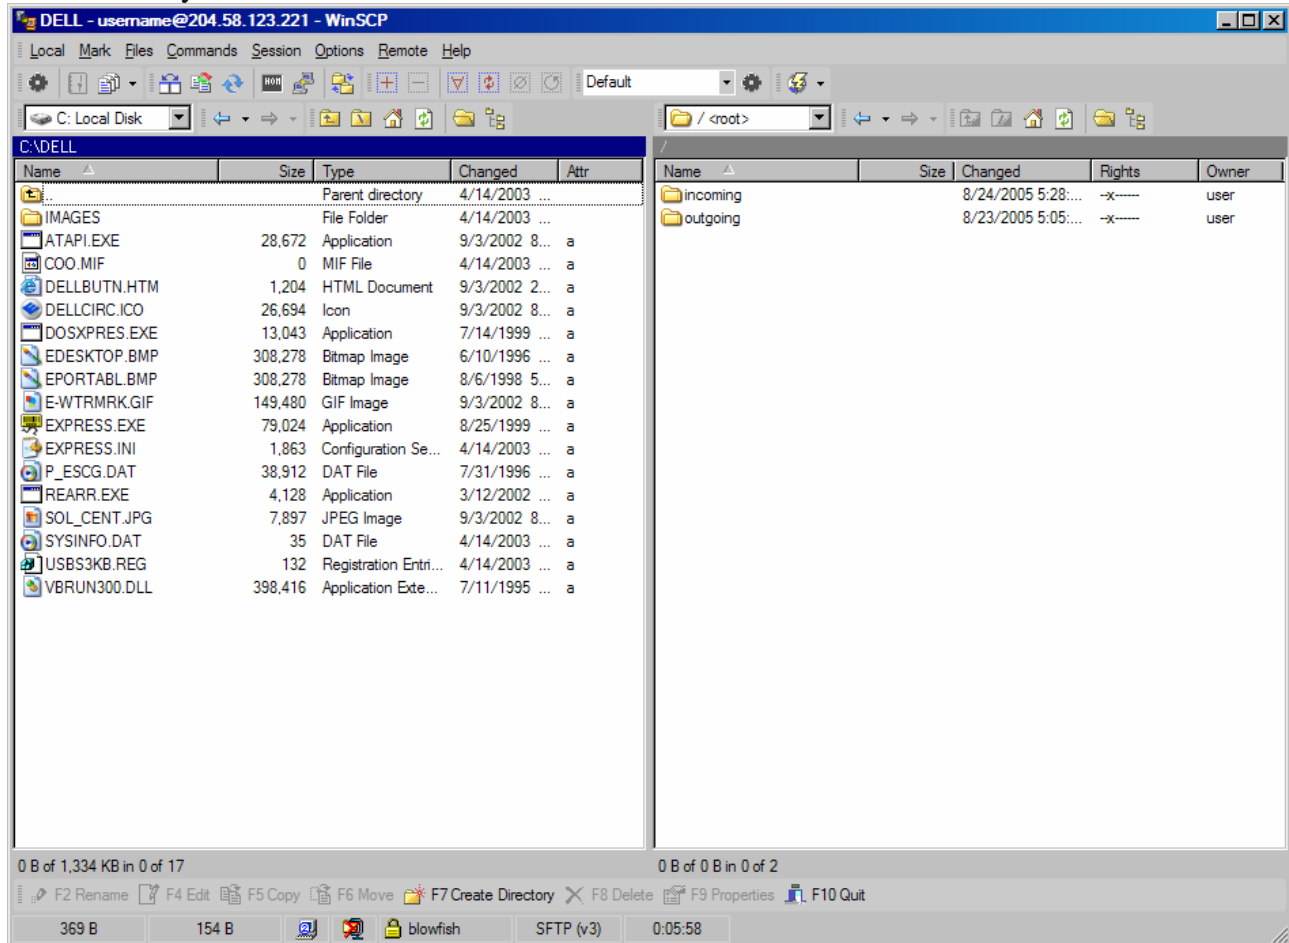 DELL - username@204.58.123.221 - WinSCP
Local Mark Files Commands Session Options Remote Help
Default
C: Local Disk / <root>
C:\DELL /
Name Size Type Changed Attr Name Size Changed Rights Owner
.. Parent directory 4/14/2003 ... incoming 8/24/2005 5:28:... --x------ user
IMAGES File Folder 4/14/2003 ... outgoing 8/23/2005 5:05:... --x------ user
ATAPI.EXE 28,672 Application 9/3/2002 8... a
COO.MIF 0 MIF File 4/14/2003 ... a
DELLBUTN.HTM 1,204 HTML Document 9/3/2002 2... a
DELLCIRC.ICO 26,694 Icon 9/3/2002 8... a
DOSXPRES.EXE 13,043 Application 7/14/1999 ... a
EDESKTOP.BMP 308,278 Bitmap Image 6/10/1996 ... a
EPORTABL.BMP 308,278 Bitmap Image 8/6/1998 5... a
E-WTRMRK.GIF 149,480 GIF Image 9/3/2002 8... a
EXPRESS.EXE 79,024 Application 8/25/1999 ... a
EXPRESS.INI 1,863 Configuration Se... 4/14/2003 ... a
P_ESCG.DAT 38,912 DAT File 7/31/1996 ... a
REARR.EXE 4,128 Application 3/12/2002 ... a
SOL_CENT.JPG 7,897 JPEG Image 9/3/2002 8... a
SYSINFO.DAT 35 DAT File 4/14/2003 ... a
USBS3KB.REG 132 Registration Entri... 4/14/2003 ... a
VBRUN300.DLL 398,416 Application Exte... 7/11/1995 ... a
0 B of 1,334 KB in 0 of 17 0 B of 0 B in 0 of 2
F2 Rename F4 Edit F5 Copy F6 Move F7 Create Directory F8 Delete F9 Properties F10 Quit
369 B 154 B blowfish SFTP (v3) 0:05:58